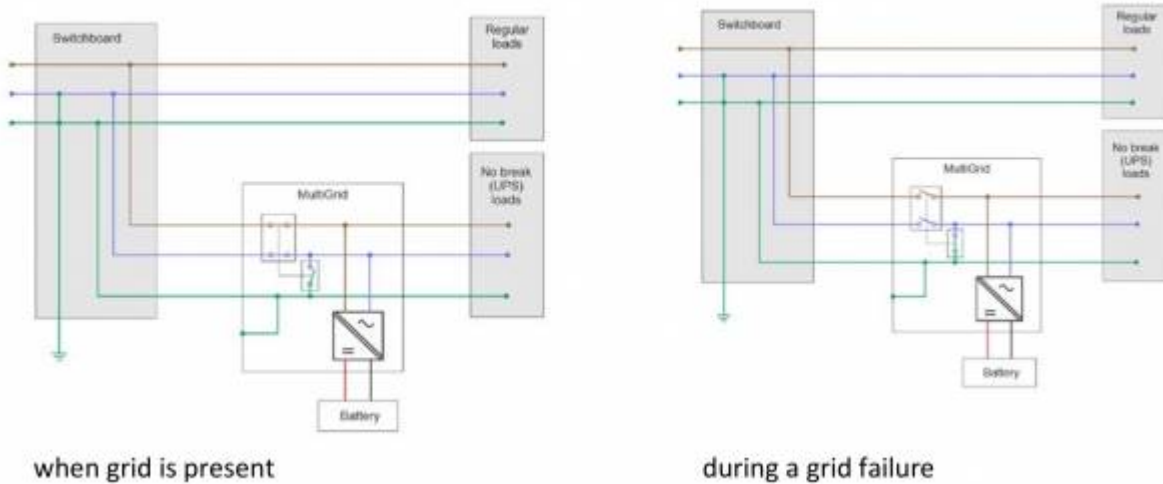 Switchboard
Regular
loads
No break
(UPS)
loads
MultiGrid
Battery
when grid is present
Switchboard
Regular
loads
No break
(UPS)
loads
MultiGrid
Battery
during a grid failure